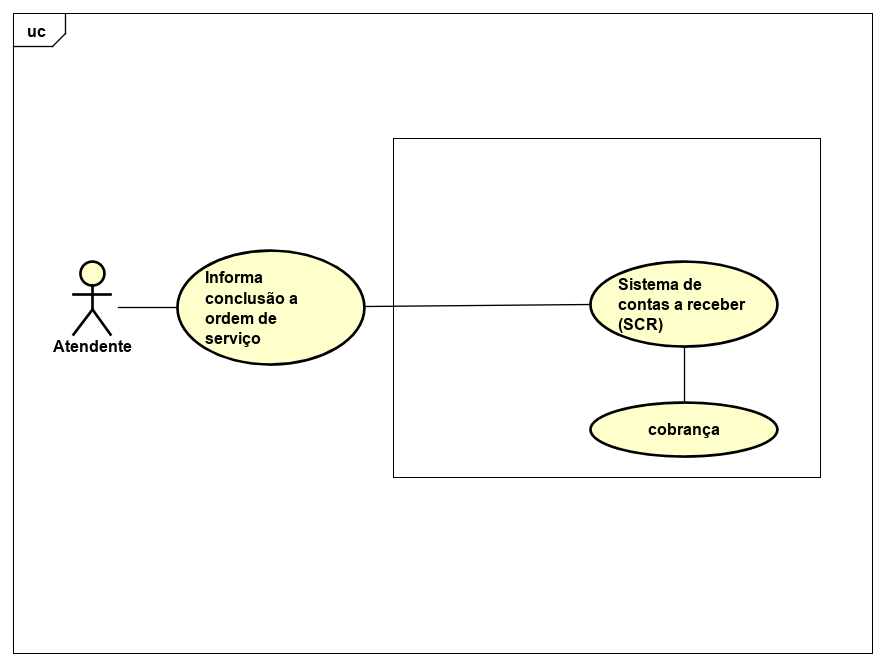 uc
Informa
conclusão a
ordem de
serviço
Atendente
Sistema de
contas a receber
(SCR)
cobrança